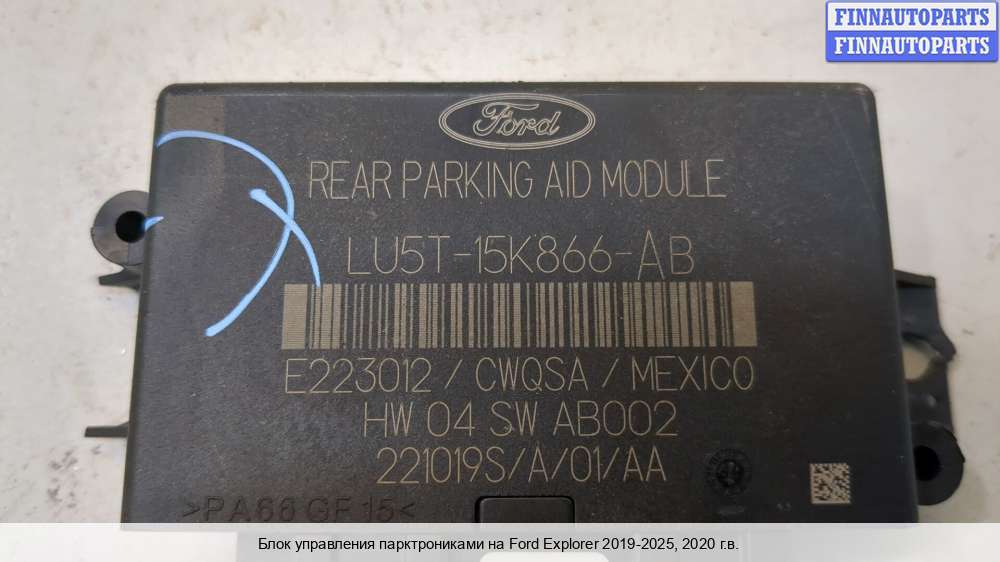 FINNAUTOPARTS
FINNAUTOPARTS
Ford
REAR PARKING AID MODULE
LU5T-15K866-AB
E223012 / CWQSA / MEXICO
HW 04 SW AB002
221019S/A/01/AA
>PA66 GF 15<
Блок управления парктрониками на Ford Explorer 2019-2025, 2020 г.в.